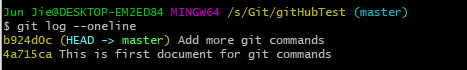 Jun Jie@DESKTOP-EM2ED84 MINGW64 /s/Git/gitHubTest (master)
$ git log --oneline
b924d0c (HEAD -> master) Add more git commands
4a715ca This is first document for git commands